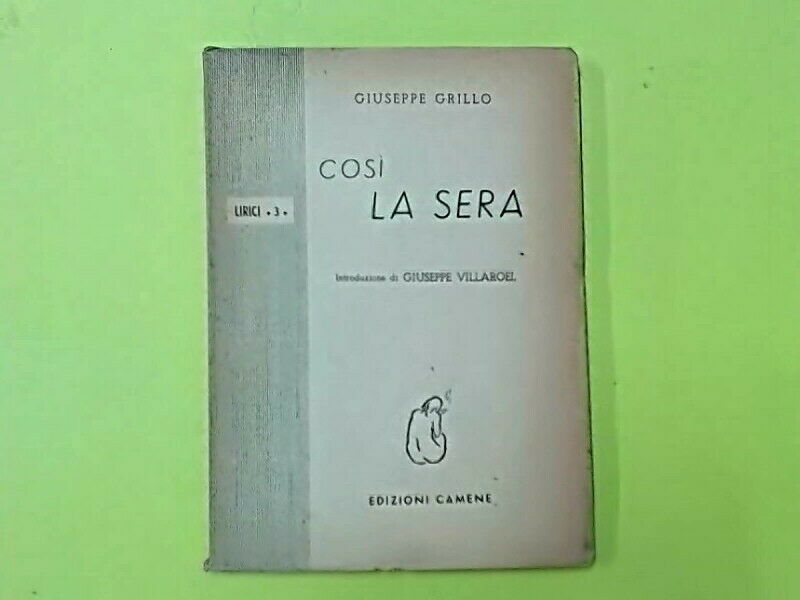 GIUSEPPE GRILLO
COSÌ
LA SERA
LIRICI • 3 •
Introduzione di GIUSEPPE VILLAROEL
EDIZIONI CAMENE